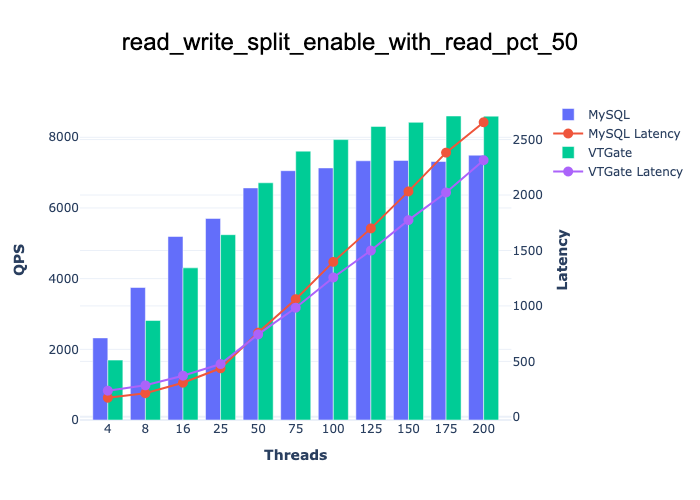 read_write_split_enable_with_read_pct_50
MySQL
MySQL Latency
VTGate
VTGate Latency
QPS
8000
6000
4000
2000
0
2500
2000
1500
1000
500
0
Latency
4 8 16 25 50 75 100 125 150 175 200
Threads